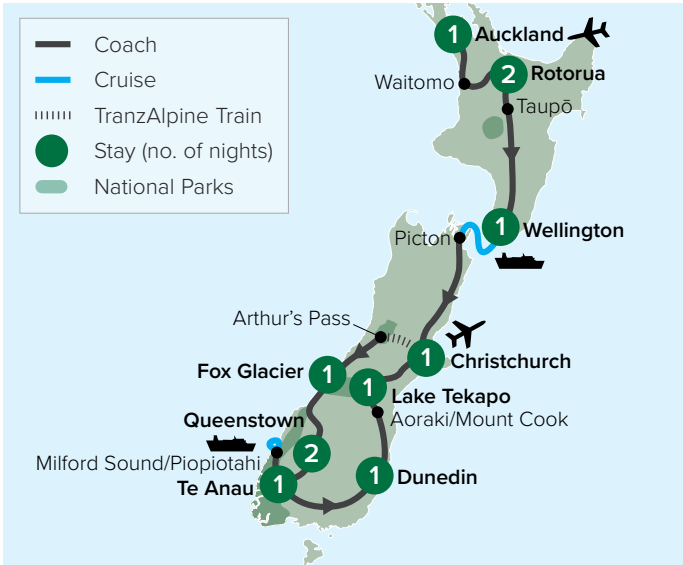 Coach
Cruise
TranzAlpine Train
Stay (no. of nights)
National Parks
1 Auckland
Waitomo
2 Rotorua
Taupō
1 Wellington
Picton
Arthur's Pass
1 Christchurch
Fox Glacier 1
1 Lake Tekapo
Aoraki/Mount Cook
Queenstown
2
Milford Sound/Piopiotahi
Te Anau 1
1 Dunedin